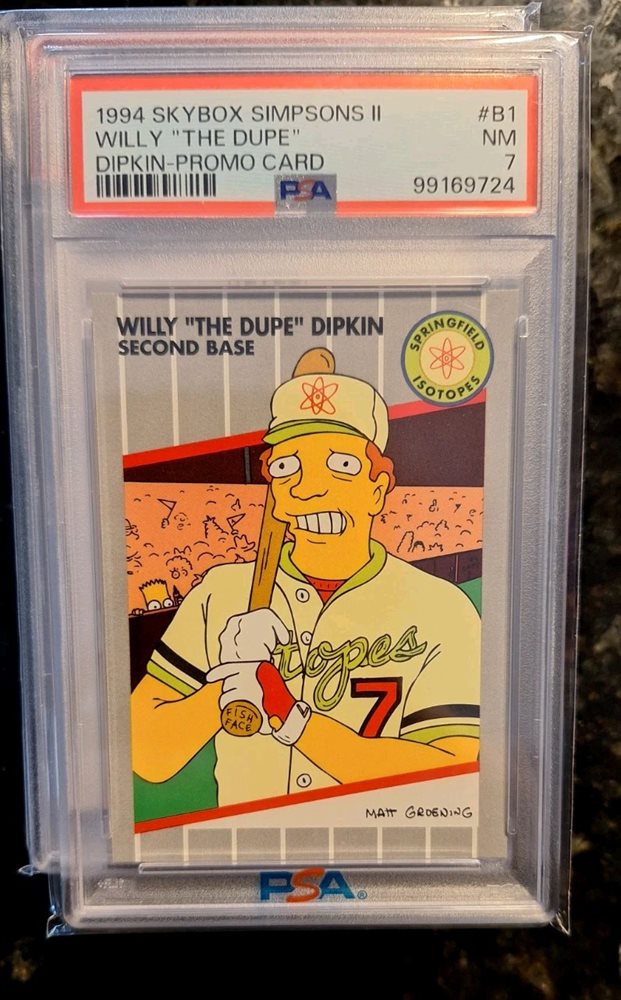 1994 SKYBOX SIMPSONS II #B1
WILLY "THE DUPE" NM
DIPKIN-PROMO CARD 7
PSA 99169724
WILLY "THE DUPE" DIPKIN
SECOND BASE
SPRINGFIELD
ISOTOPES
topes
7
FISH
FACE
MATT GROENING
PSA®